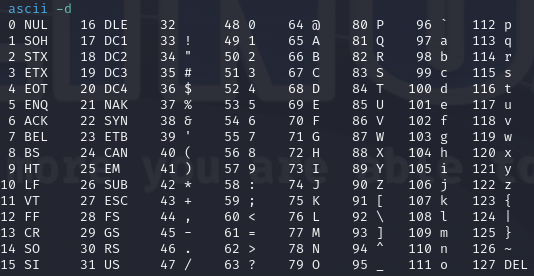 ascii -d
0 NUL 16 DLE 32 48 0 64 @ 80 P 96 ` 112 p
1 SOH 17 DC1 33 ! 49 1 65 A 81 Q 97 a 113 q
2 STX 18 DC2 34 " 50 2 66 B 82 R 98 b 114 r
3 ETX 19 DC3 35 # 51 3 67 C 83 S 99 c 115 s
4 EOT 20 DC4 36 $ 52 4 68 D 84 T 100 d 116 t
5 ENQ 21 NAK 37 % 53 5 69 E 85 U 101 e 117 u
6 ACK 22 SYN 38 & 54 6 70 F 86 V 102 f 118 v
7 BEL 23 ETB 39 ' 55 7 71 G 87 W 103 g 119 w
8 BS 24 CAN 40 ( 56 8 72 H 88 X 104 h 120 x
9 HT 25 EM 41 ) 57 9 73 I 89 Y 105 i 121 y
10 LF 26 SUB 42 * 58 : 74 J 90 Z 106 j 122 z
11 VT 27 ESC 43 + 59 ; 75 K 91 [ 107 k 123 {
12 FF 28 FS 44 , 60 < 76 L 92 \ 108 l 124 |
13 CR 29 GS 45 - 61 = 77 M 93 ] 109 m 125 }
14 SO 30 RS 46 . 62 > 78 N 94 ^ 110 n 126 ~
15 SI 31 US 47 / 63 ? 79 O 95 _ 111 o 127 DEL